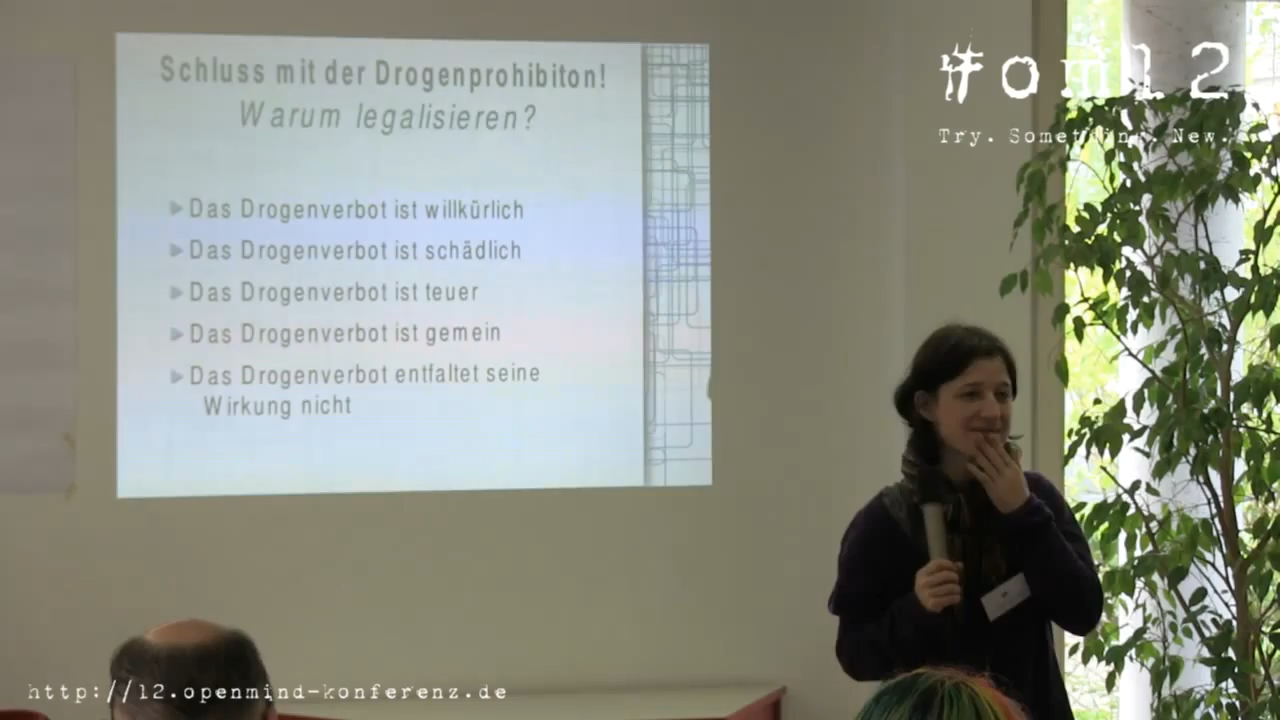 Schluss mit der Drogenprohibiton!
Warum legalisieren?
Das Drogenverbot ist willkürlich
Das Drogenverbot ist schädlich
Das Drogenverbot ist teuer
Das Drogenverbot ist gemein
Das Drogenverbot entfaltet seine
Wirkung nicht
#om12
Try. Something. New.
http://12.openmind-konferenz.de